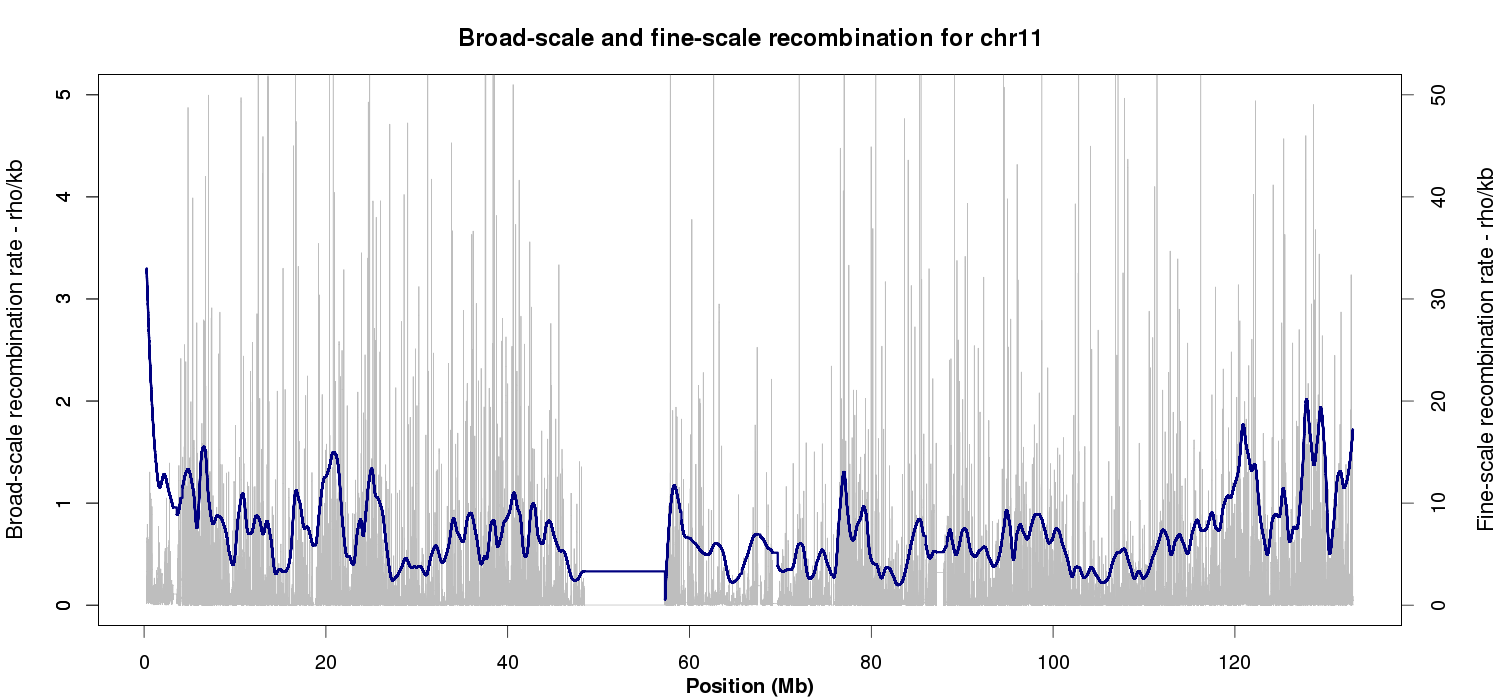 Broad-scale and fine-scale recombination for chr11
Broad-scale recombination rate - rho/kb
0 1 2 3 4 5
Fine-scale recombination rate - rho/kb
0 10 20 30 40 50
0 20 40 60 80 100 120
Position (Mb)